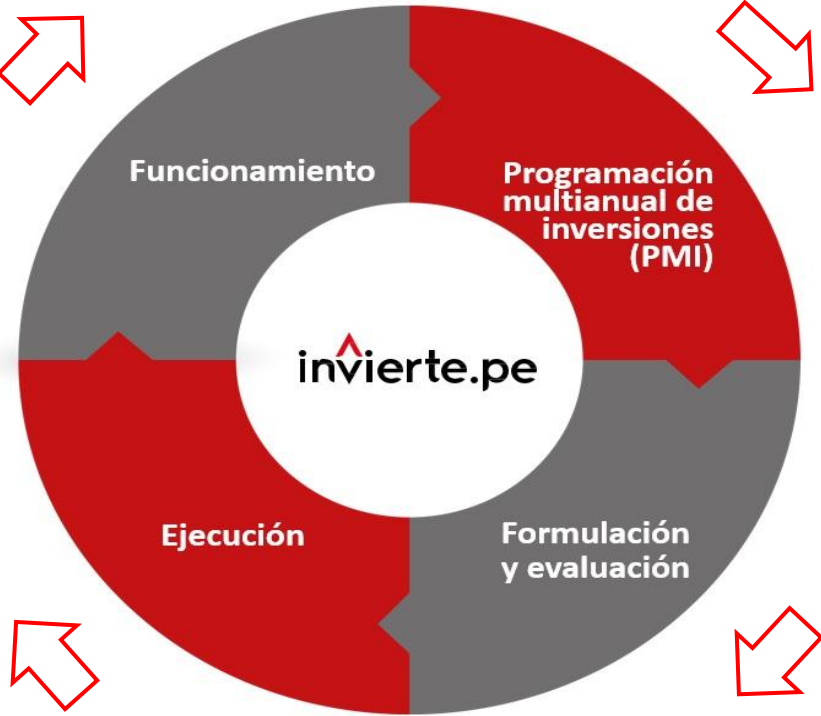 Funcionamiento
Programación
multianual de
inversiones
(PMI)
invierte.pe
Ejecución
Formulación
y evaluación